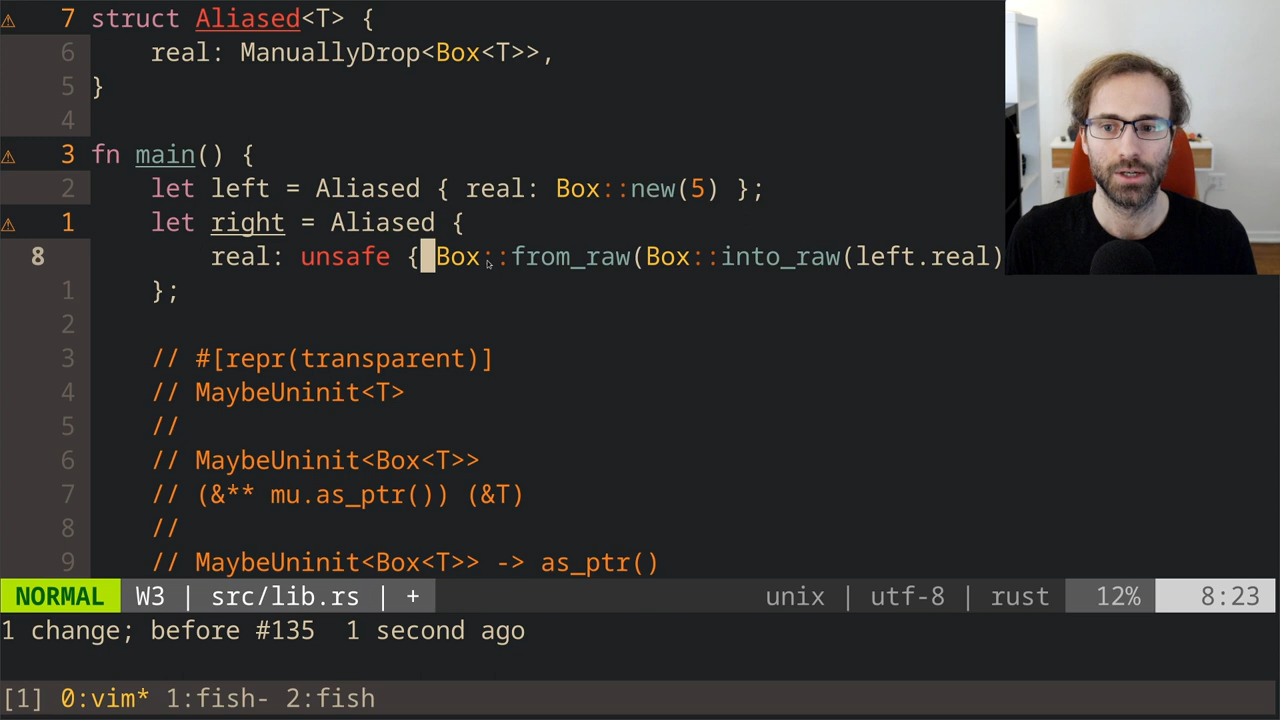 ⚠ 7 struct Aliased<T> {
6 real: ManuallyDrop<Box<T>>,
5 }
4
⚠ 3 fn main() {
2 let left = Aliased { real: Box::new(5) };
⚠ 1 let right = Aliased {
8 real: unsafe { Box::from_raw(Box::into_raw(left.real)
1 };
2
3 // #[repr(transparent)]
4 // MaybeUninit<T>
5 //
6 // MaybeUninit<Box<T>>
7 // (&** mu.as_ptr()) (&T)
8 //
9 // MaybeUninit<Box<T>> -> as_ptr()
NORMAL W3 | src/lib.rs | + unix | utf-8 | rust 12% 8:23
1 change; before #135 1 second ago
[1] 0:vim* 1:fish- 2:fish